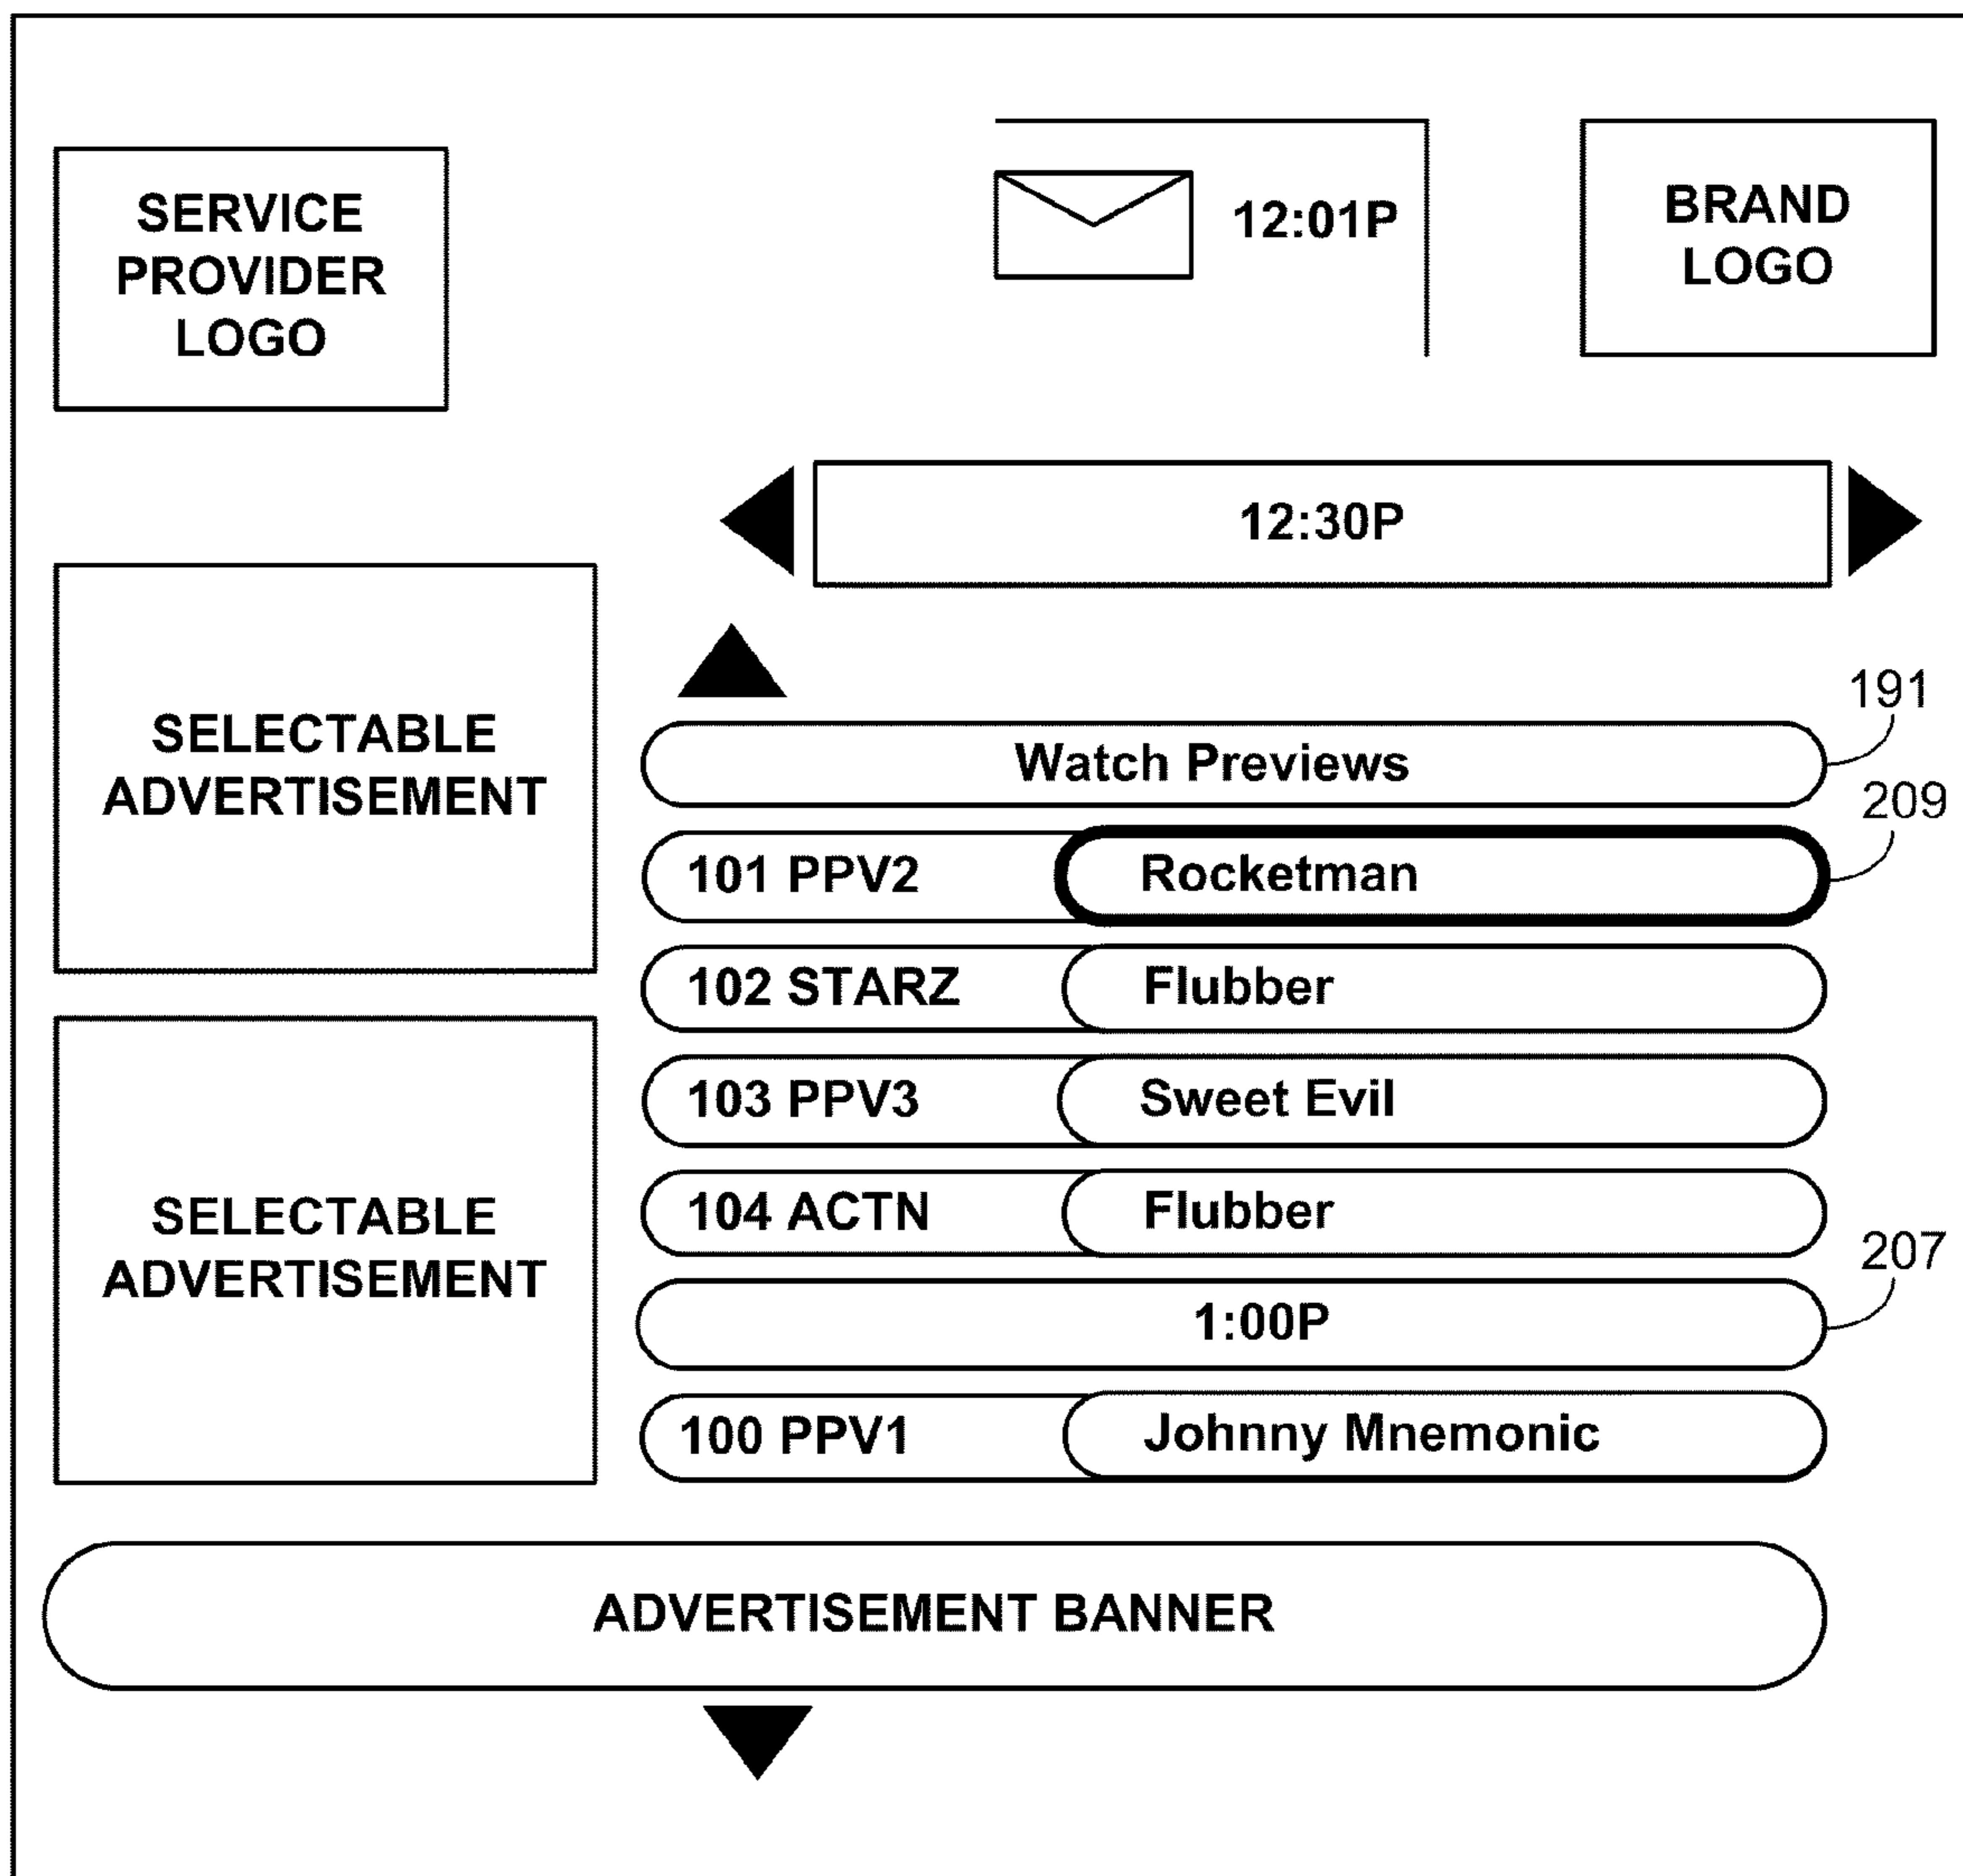 SERVICE
PROVIDER
LOGO
12:01P
BRAND
LOGO
12:30P
SELECTABLE
ADVERTISEMENT
191
Watch Previews
209
101 PPV2 Rocketman
102 STARZ Flubber
103 PPV3 Sweet Evil
SELECTABLE
ADVERTISEMENT
104 ACTN Flubber
207
1:00P
100 PPV1 Johnny Mnemonic
ADVERTISEMENT BANNER